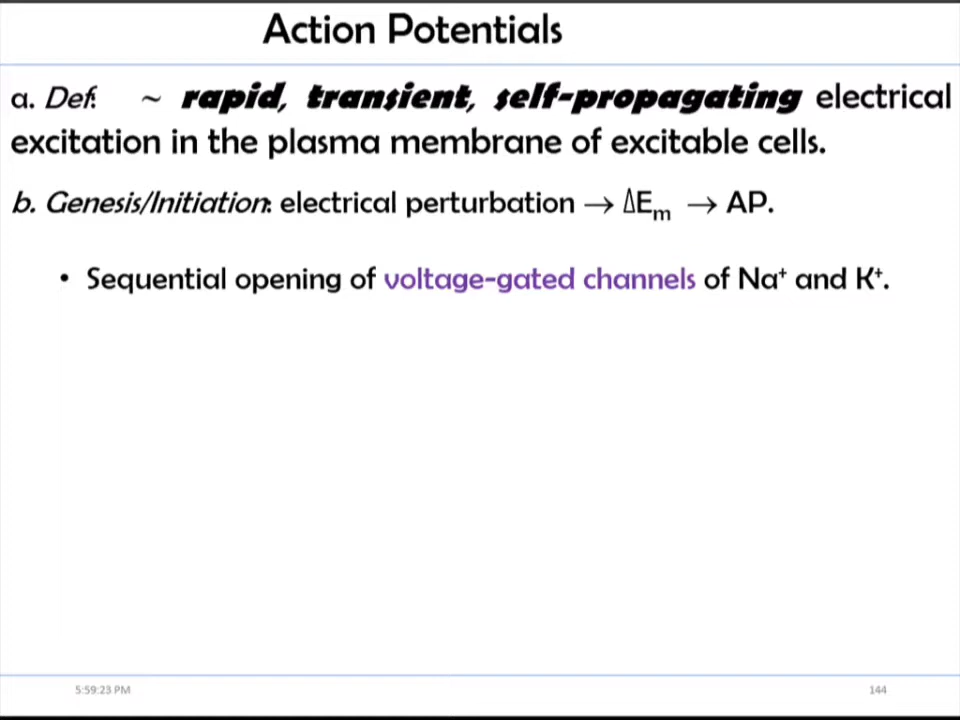 Action Potentials
a. Def: ~ rapid, transient, self-propagating electrical
excitation in the plasma membrane of excitable cells.
b. Genesis/Initiation: electrical perturbation → ΔEm → AP.
• Sequential opening of voltage-gated channels of Na⁺ and K⁺.
5:59:23 PM
144